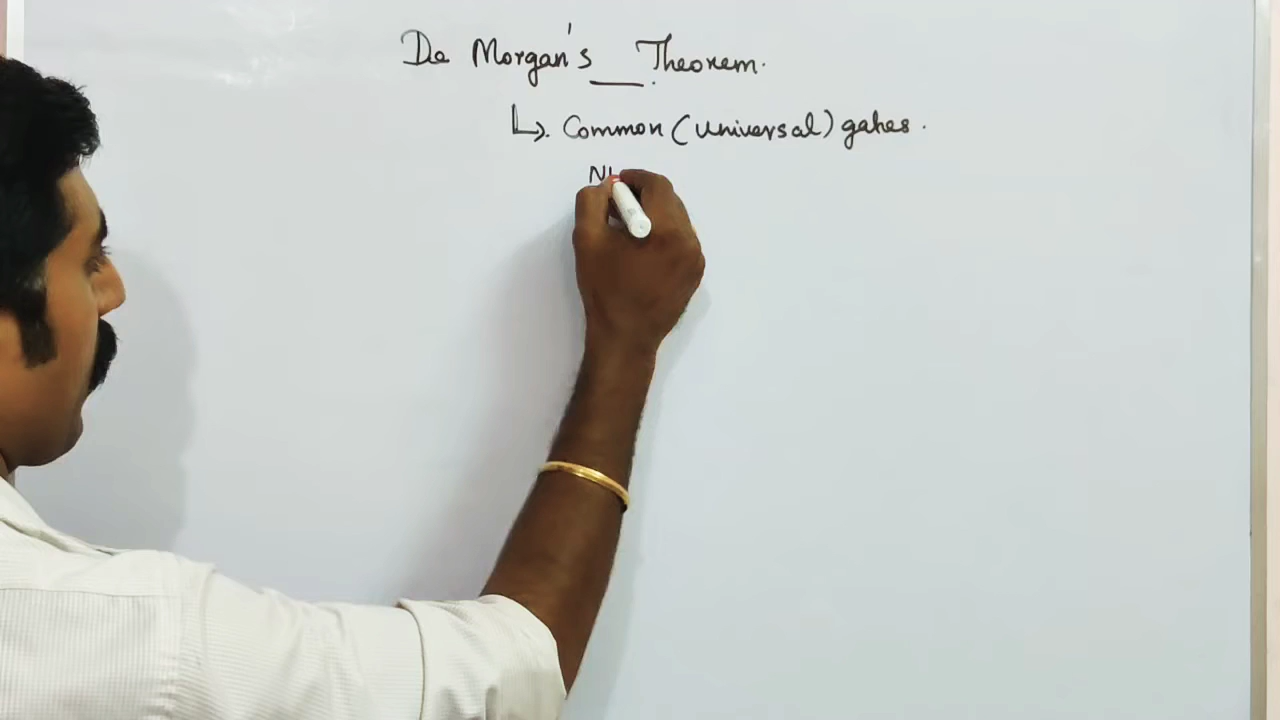 De Morgan's Theorem.
↳. Common (universal) gates.